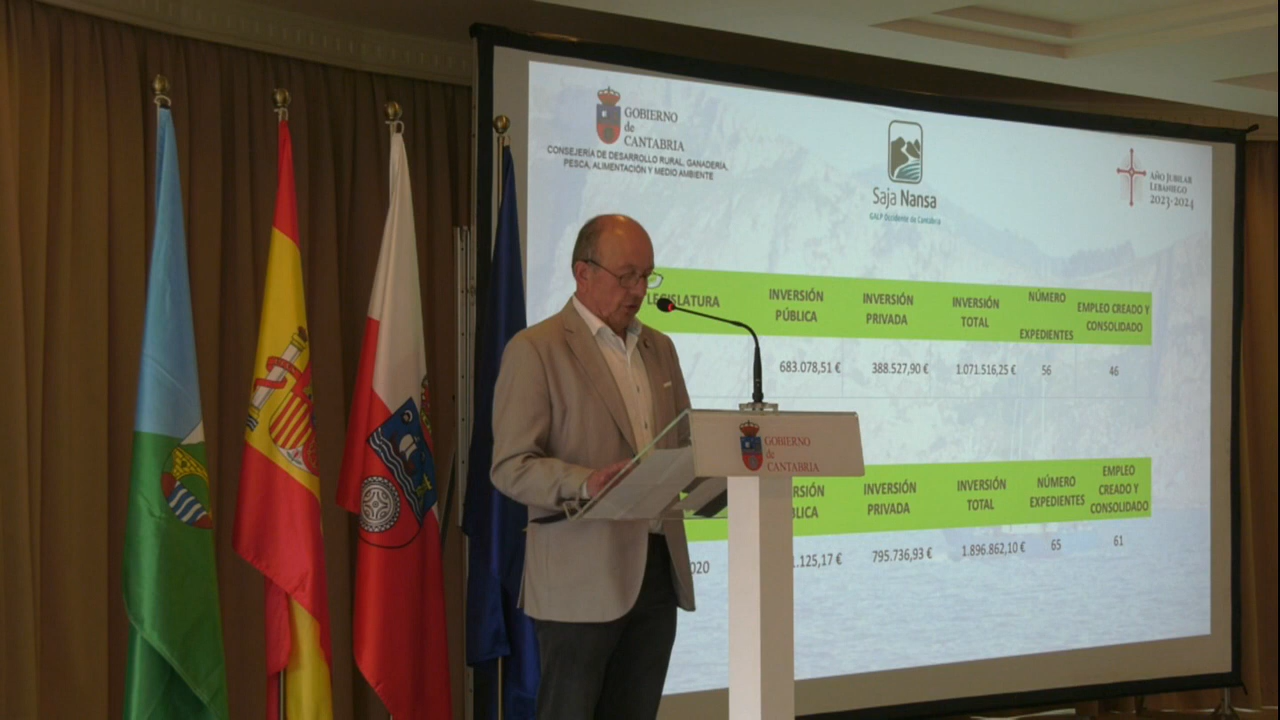 GOBIERNO
de
CANTABRIA
CONSEJERÍA DE DESARROLLO RURAL, GANADERÍA,
PESCA, ALIMENTACIÓN Y MEDIO AMBIENTE
Saja Nansa
GALP Occidente de Cantabria
AÑO JUBILAR
LEBANIEGO
2023-2024
LEGISLATURA
INVERSIÓN
PÚBLICA
INVERSIÓN
PRIVADA
INVERSIÓN
TOTAL
NÚMERO
EXPEDIENTES
EMPLEO CREADO Y
CONSOLIDADO
683.078,51 €
388.527,90 €
1.071.516,25 €
56
46
RSIÓN
BLICA
INVERSIÓN
PRIVADA
INVERSIÓN
TOTAL
NÚMERO
EXPEDIENTES
EMPLEO
CREADO Y
CONSOLIDADO
020
.125,17 €
795.736,93 €
1.896.862,10 €
65
61
GOBIERNO
de
CANTABRIA